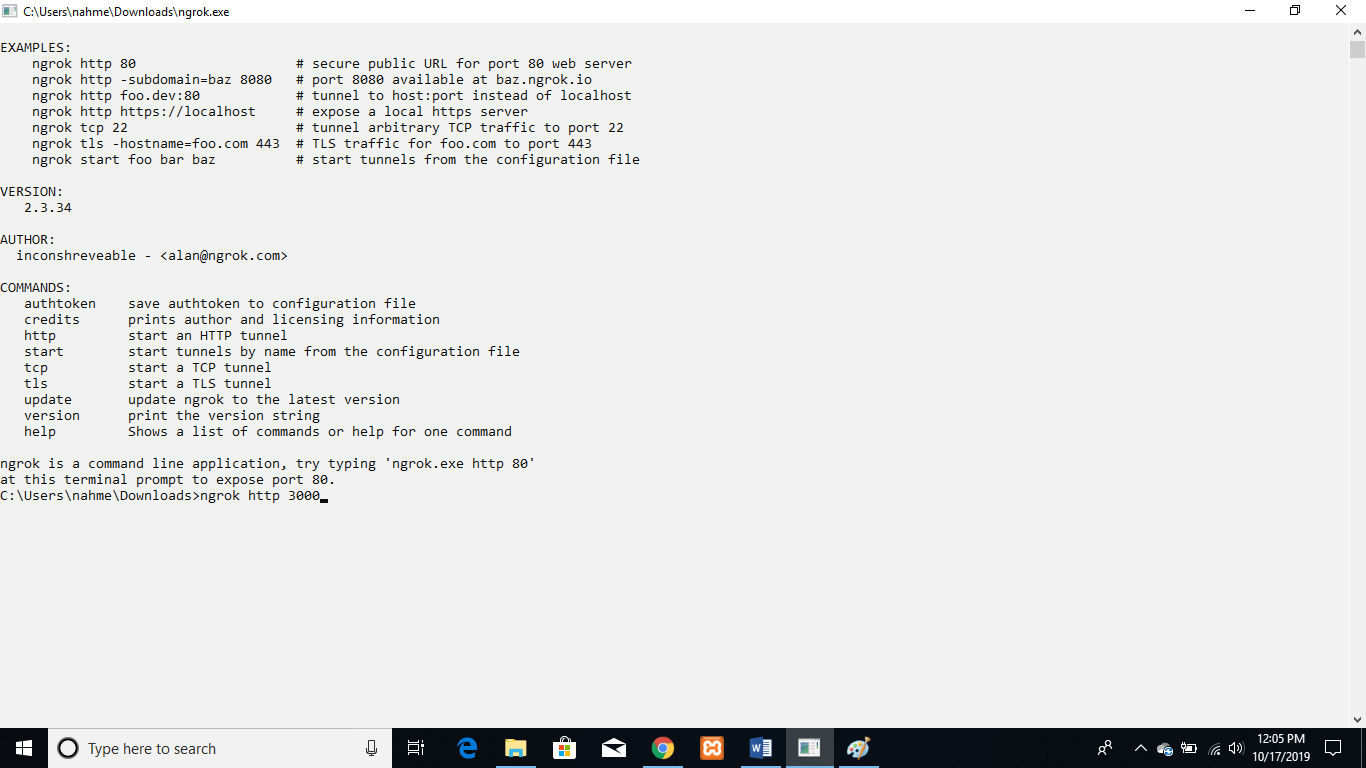 C:\Users\nahme\Downloads\ngrok.exe
EXAMPLES:
    ngrok http 80                    # secure public URL for port 80 web server
    ngrok http -subdomain=baz 8080   # port 8080 available at baz.ngrok.io
    ngrok http foo.dev:80            # tunnel to host:port instead of localhost
    ngrok http https://localhost     # expose a local https server
    ngrok tcp 22                     # tunnel arbitrary TCP traffic to port 22
    ngrok tls -hostname=foo.com 443  # TLS traffic for foo.com to port 443
    ngrok start foo bar baz          # start tunnels from the configuration file
VERSION:
   2.3.34
AUTHOR:
  inconshreveable - <alan@ngrok.com>
COMMANDS:
   authtoken    save authtoken to configuration file
   credits      prints author and licensing information
   http         start an HTTP tunnel
   start        start tunnels by name from the configuration file
   tcp          start a TCP tunnel
   tls          start a TLS tunnel
   update       update ngrok to the latest version
   version      print the version string
   help         Shows a list of commands or help for one command
ngrok is a command line application, try typing 'ngrok.exe http 80'
at this terminal prompt to expose port 80.
C:\Users\nahme\Downloads>ngrok http 3000
Type here to search
12:05 PM
10/17/2019